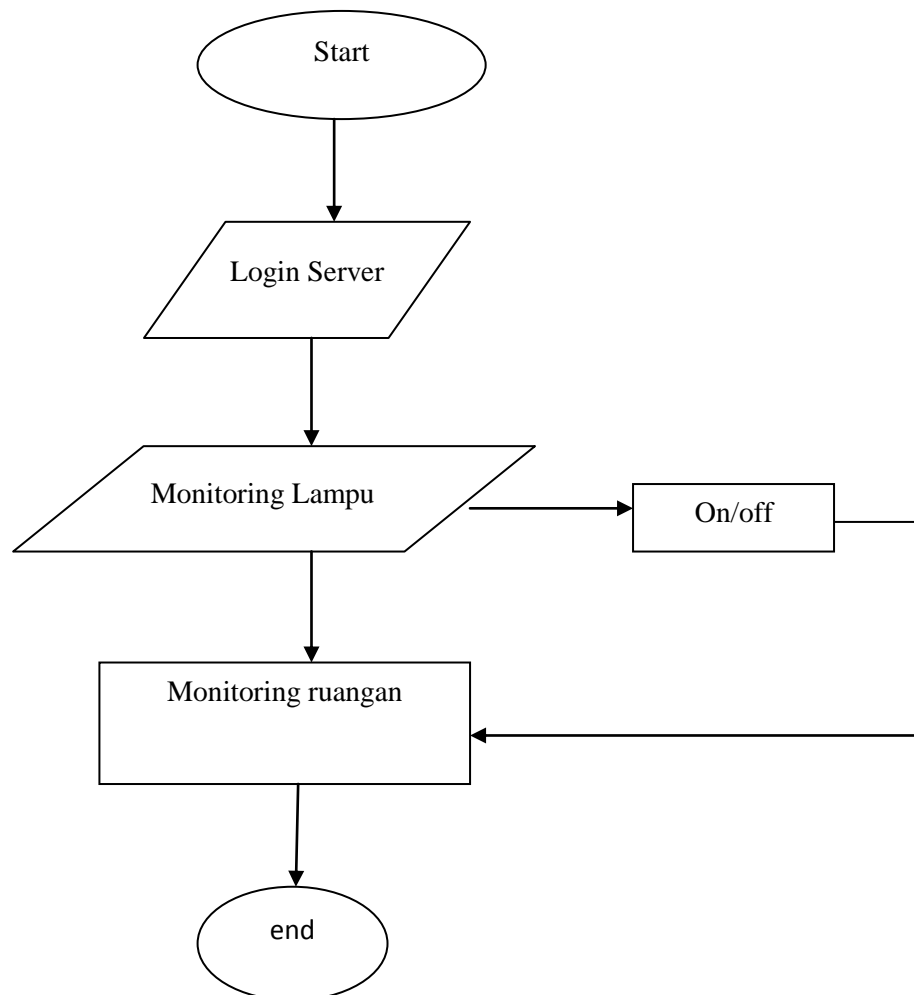 Start
Login Server
Monitoring Lampu
On/off
Monitoring ruangan
end